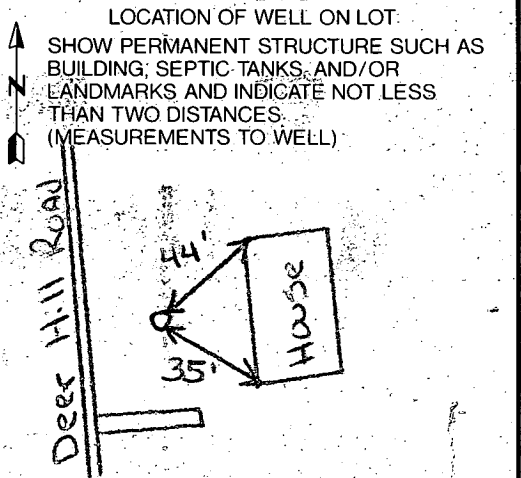 LOCATION OF WELL ON LOT:
SHOW PERMANENT STRUCTURE SUCH AS
BUILDING, SEPTIC TANKS, AND/OR
N
LANDMARKS AND INDICATE NOT LESS
THAN TWO DISTANCES
(MEASUREMENTS TO WELL)
Deer Hill Road
44'
House
35'